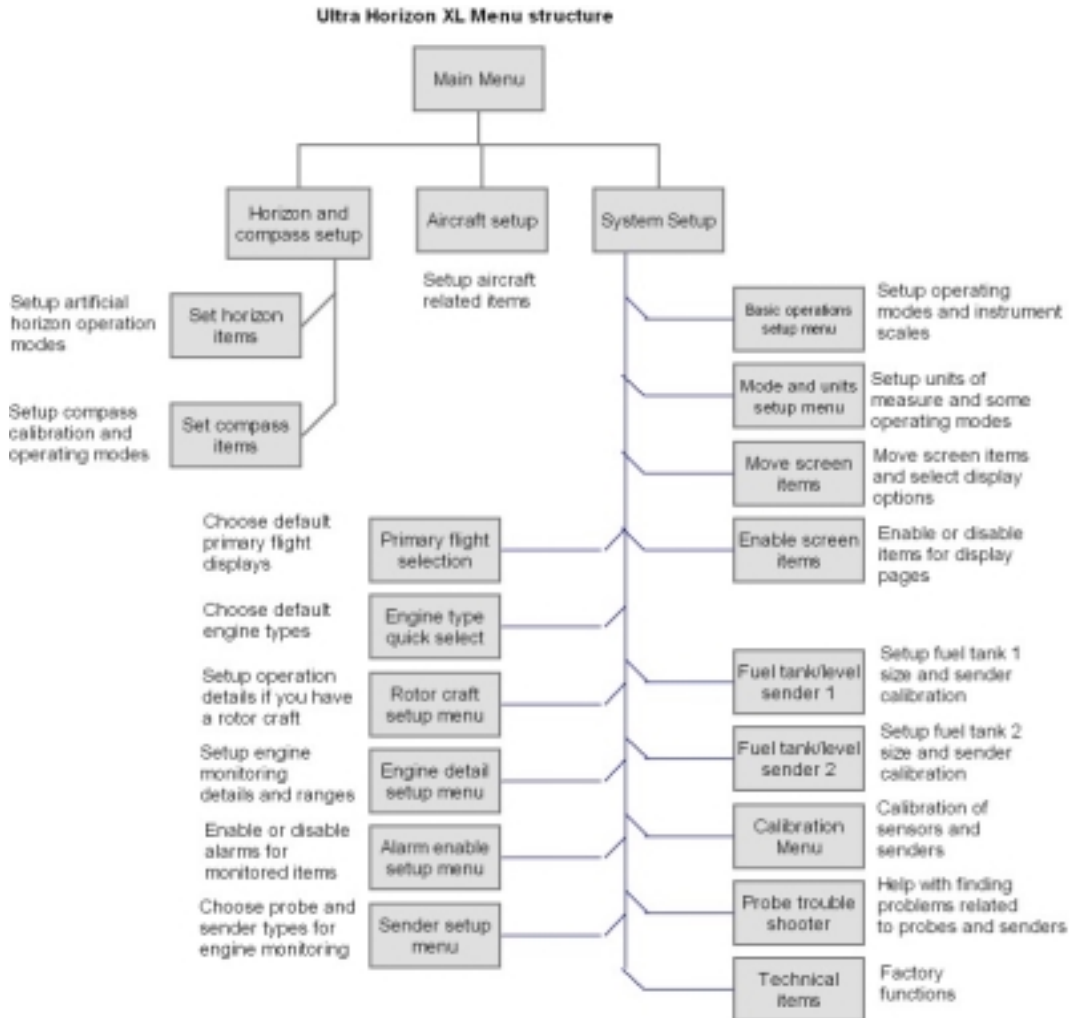 Ultra Horizon XL Menu structure
Main Menu
Horizon and
compass setup
Aircraft setup
System Setup
Setup aircraft
related items
Setup artificial
horizon operation
modes
Set horizon
items
Setup compass
calibration and
operating modes
Set compass
items
Basic operations
setup menu
Setup operating
modes and instrument
scales
Mode and units
setup menu
Setup units of
measure and some
operating modes
Move screen
items
Move screen items
and select display
options
Choose default
primary flight
displays
Primary flight
selection
Enable screen
items
Enable or disable
items for display
pages
Choose default
engine types
Engine type
quick select
Setup operation
details if you have
a rotor craft
Rotor craft
setup menu
Fuel tank/level
sender 1
Setup fuel tank 1
size and sender
calibration
Setup engine
monitoring
details and ranges
Engine detail
setup menu
Fuel tank/level
sender 2
Setup fuel tank 2
size and sender
calibration
Enable or disable
alarms for
monitored items
Alarm enable
setup menu
Calibration
Menu
Calibration of
sensors and
senders
Choose probe and
sender types for
engine monitoring
Sender setup
menu
Probe trouble
shooter
Help with finding
problems related
to probes and senders
Technical
items
Factory
functions